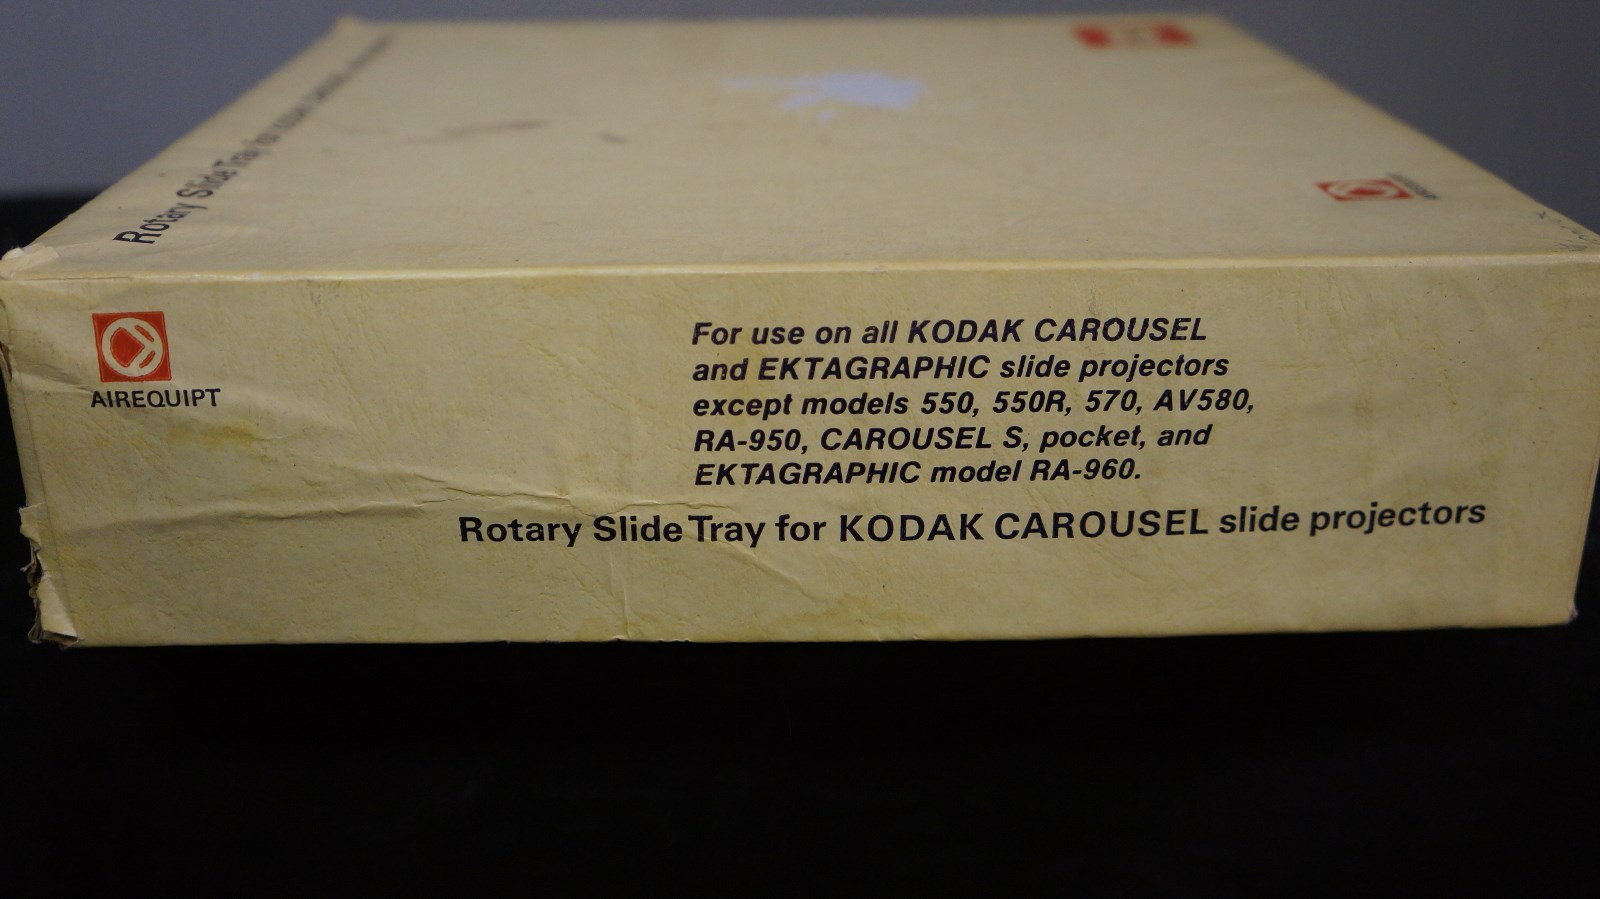 Rotary Slide Tray for
AIREQUIPT
For use on all KODAK CAROUSEL
and EKTAGRAPHIC slide projectors
except models 550, 550R, 570, AV580,
RA-950, CAROUSEL S, pocket, and
EKTAGRAPHIC model RA-960.
Rotary Slide Tray for KODAK CAROUSEL slide projectors